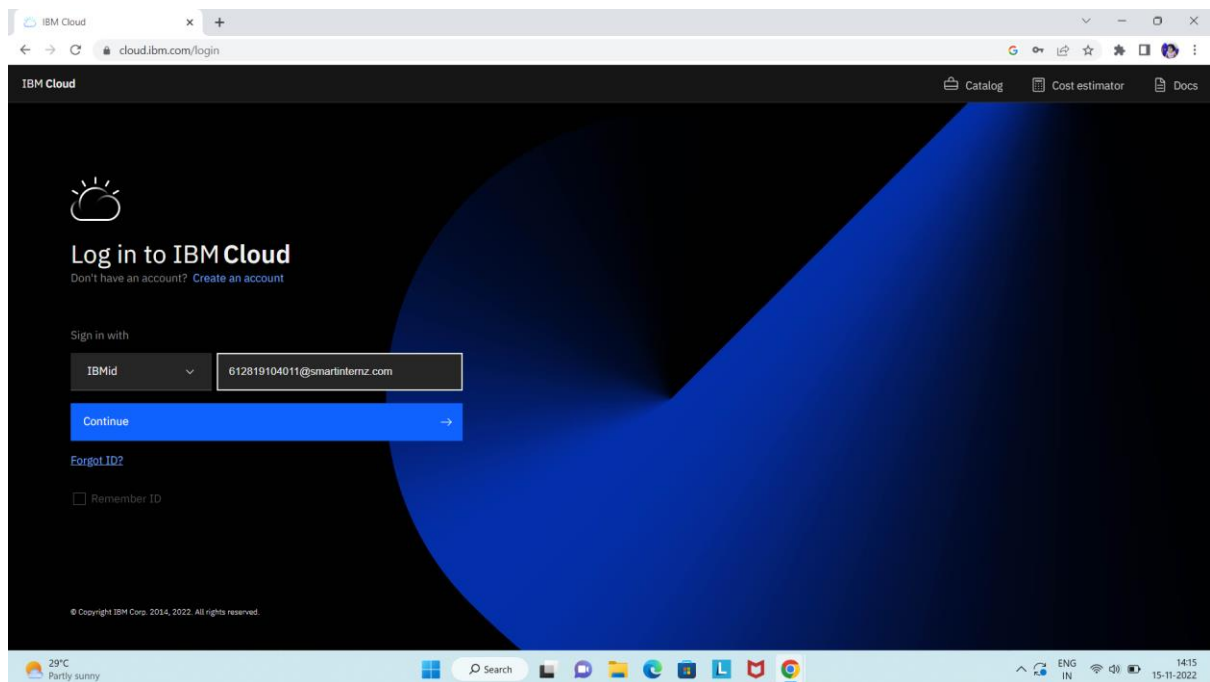 IBM Cloud
cloud.ibm.com/login
IBM Cloud
Catalog
Cost estimator
Docs
Log in to IBM Cloud
Don't have an account? Create an account
Sign in with
IBMid
612819104011@smartinternz.com
Continue
Forgot ID?
Remember ID
© Copyright IBM Corp. 2014, 2022. All rights reserved.
29°C
Partly sunny
Search
ENG
IN
14:15
15-11-2022